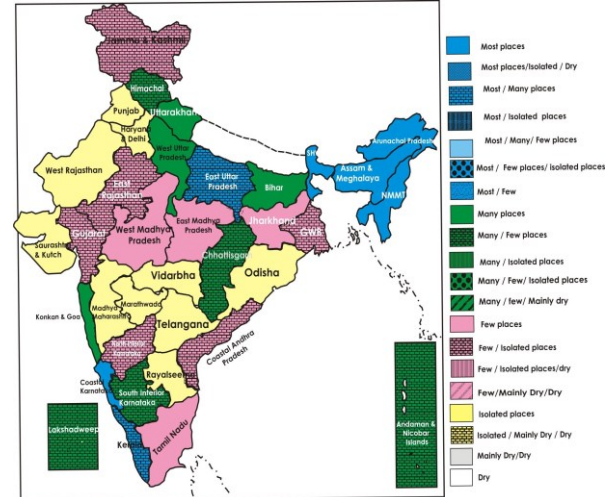 Jammu & Kashmir
Himachal
Punjab
Uttarakhand
Haryana
& Delhi
West Uttar
Pradesh
West Rajasthan
East
Rajasthan
East Uttar
Pradesh
Bihar
SHWB
Arunachal Pradesh
Assam &
Meghalaya
NMMT
Saurashtra
& Kutch
Gujarat
West Madhya
Pradesh
East Madhya
Pradesh
Jharkhand
GWB
Chhattisgarh
Vidarbha
Odisha
Konkan & Goa
Madhya
Maharashtra
Marathwada
Telangana
North Interior
Karnataka
Coastal Andhra
Pradesh
Rayalseema
Coastal
Karnataka
South Interior
Karnataka
Lakshadweep
Kerala
Tamil Nadu
Andaman &
Nicobar
Islands
Most places
Most places/Isolated / Dry
Most / Many places
Most / Isolated places
Most / Many/ Few places
Most / Few places/ Isolated places
Most / Few
Many places
Many / Few places
Many / Isolated places
Many / Few/ Isolated places
Many / few/ Mainly dry
Few places
Few / Isolated places
Few / Isolated places/dry
Few/Mainly Dry/Dry
Isolated places
Isolated / Mainly Dry / Dry
Mainly Dry/Dry
Dry